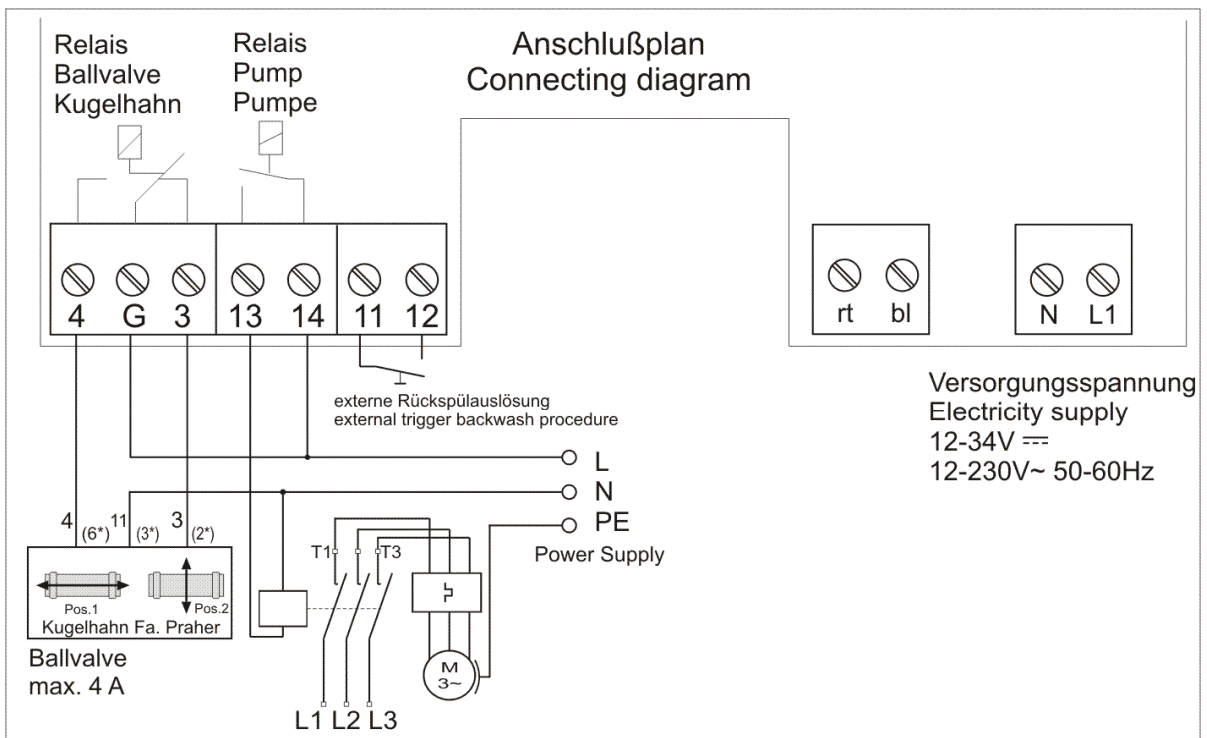 Relais
Ballvalve
Kugelhahn
Relais
Pump
Pumpe
Anschlußplan
Connecting diagram
4 G 3 13 14 11 12
rt bl
N L1
externe Rückspülauslösung
external trigger backwash procedure
Versorgungsspannung
Electricity supply
12-34V ⎓
12-230V~ 50-60Hz
L
N
PE
Power Supply
4 (6*) 11 (3*) 3 (2*)
T1 T3
Pos.1 Pos.2
Kugelhahn Fa. Praher
Ballvalve
max. 4 A
M
3~
L1 L2 L3